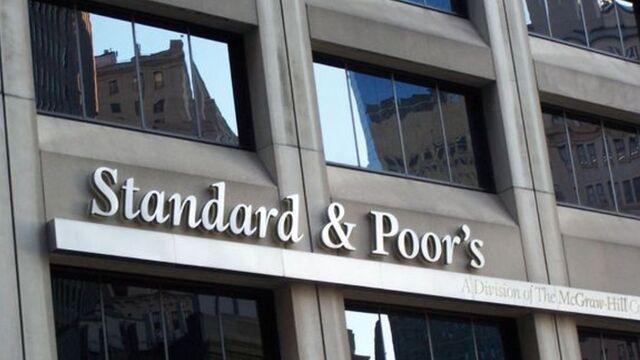 Standard & Poor's
A Division of The McGraw-Hill